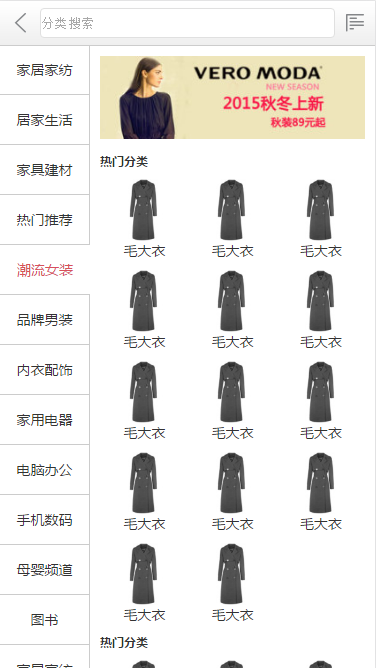 分类搜索
家居家纺
居家生活
家具建材
热门推荐
潮流女装
品牌男装
内衣配饰
家用电器
电脑办公
手机数码
母婴频道
图书
家居家纺
VERO MODA
NEW SEASON
2015秋冬上新
秋装89元起
热门分类
毛大衣 毛大衣 毛大衣
毛大衣 毛大衣 毛大衣
毛大衣 毛大衣 毛大衣
毛大衣 毛大衣 毛大衣
毛大衣 毛大衣
热门分类